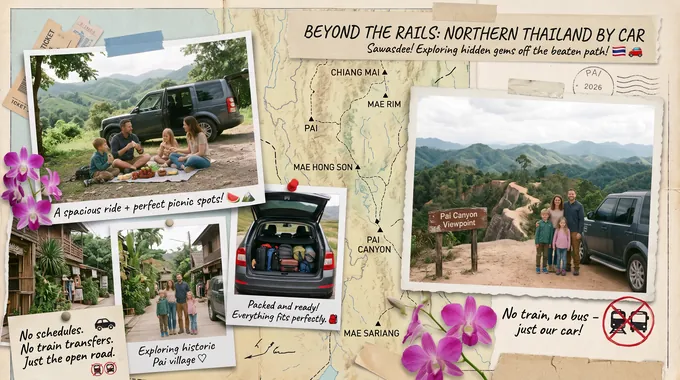 BEYOND THE RAILS: NORTHERN THAILAND BY CAR
Sawasdee! Exploring hidden gems off the beaten path! 🇹🇭 🚗
TICKET
TICKET
PAI
2026
CHIANG MAI
MAE RIM
PAI
MAE HONG SON
PAI
CANYON
MAE SARIANG
A spacious ride + perfect picnic spots! 🍉 ⛰️
Pai Canyon
Viewpoint
Packed and ready!
Everything fits perfectly.
No schedules.
No train transfers.
Just the open road.
Exploring historic
Pai village ♡
No train, no bus –
just our car!